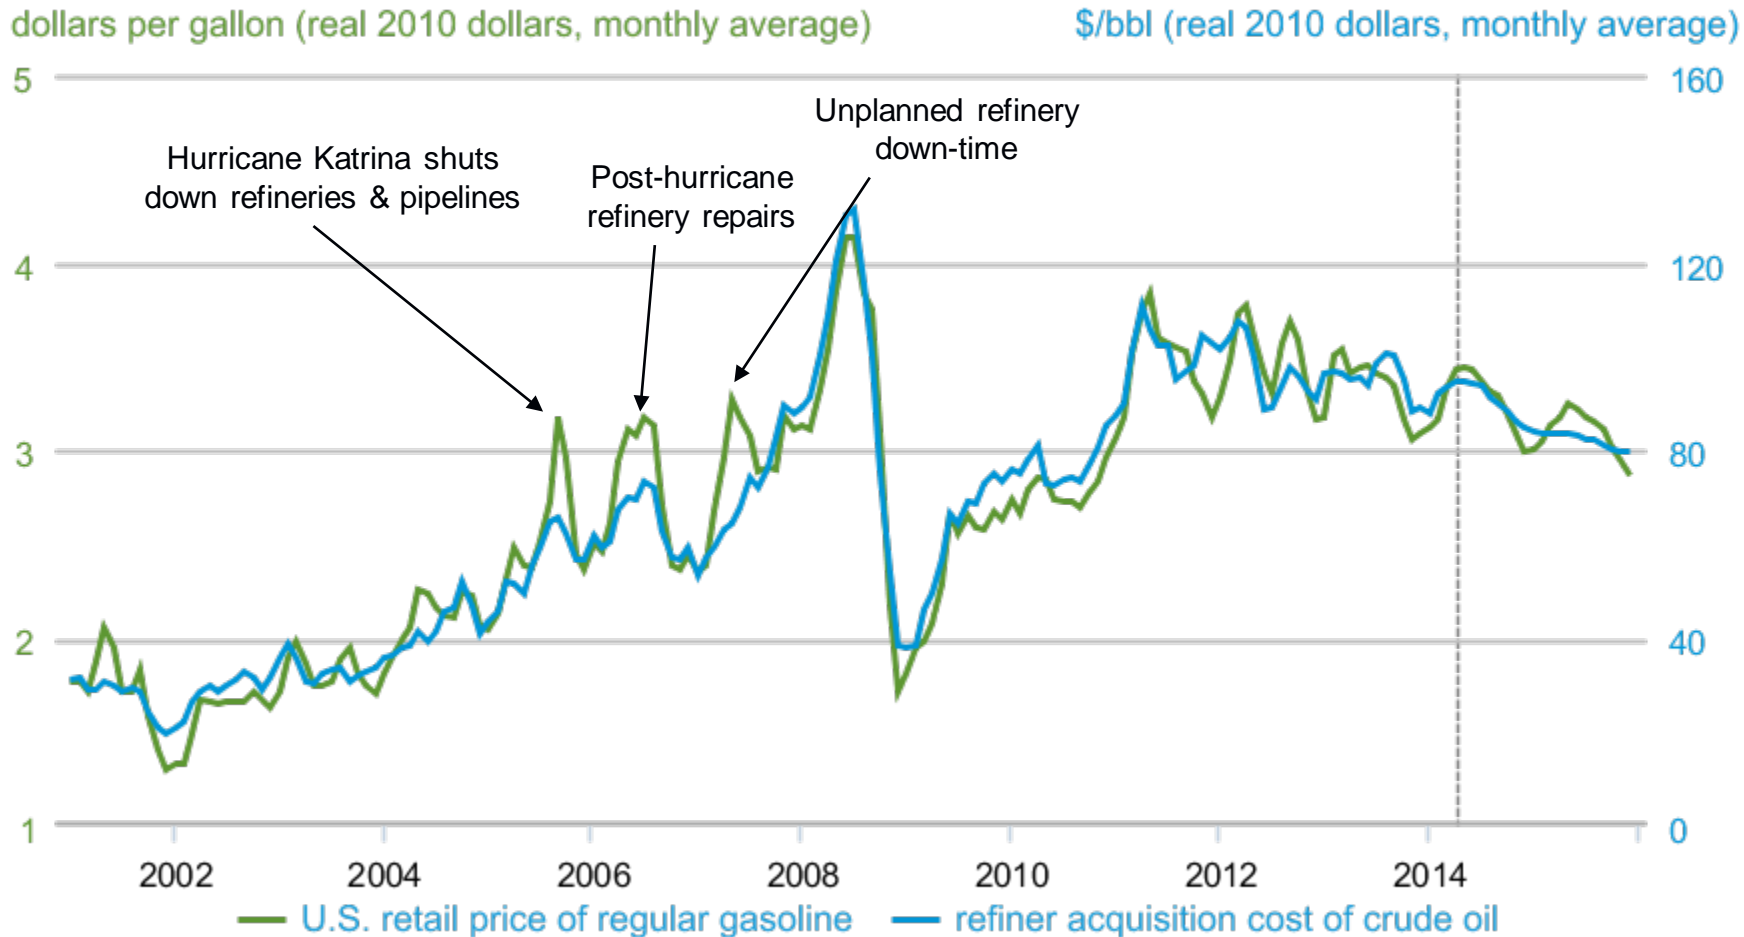 dollars per gallon (real 2010 dollars, monthly average)
$/bbl (real 2010 dollars, monthly average)
5
160
Unplanned refinery
down-time
Hurricane Katrina shuts
down refineries & pipelines
Post-hurricane
refinery repairs
4
120
3
80
2
40
1
0
2002
2004
2006
2008
2010
2012
2014
U.S. retail price of regular gasoline
refiner acquisition cost of crude oil